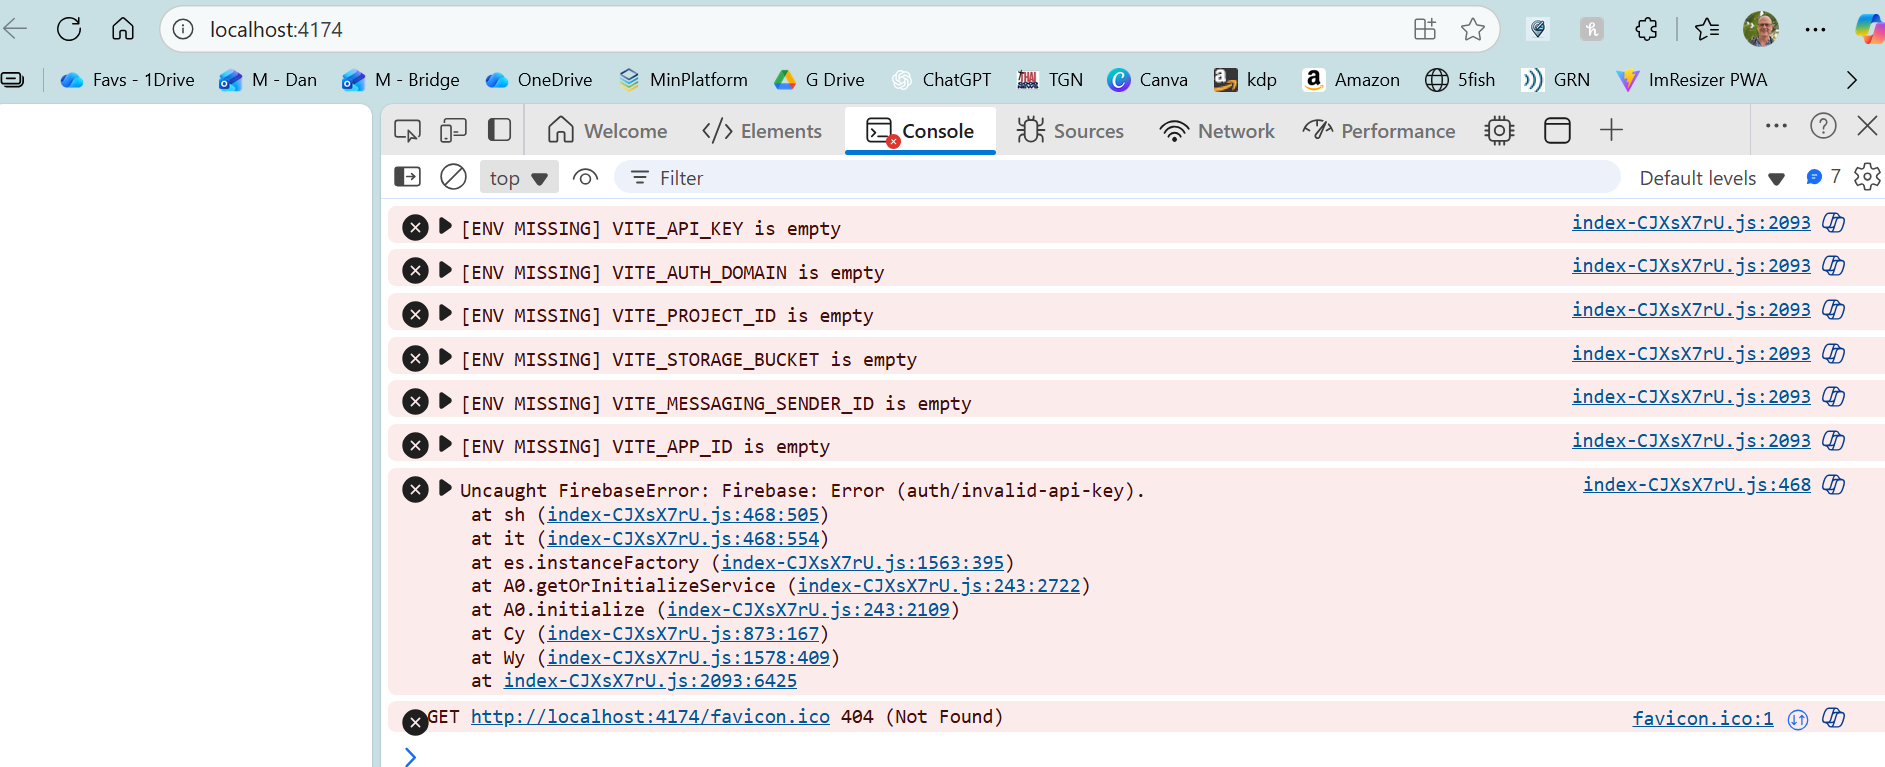 localhost:4174
Favs - 1Drive M - Dan M - Bridge OneDrive MinPlatform G Drive ChatGPT TGN Canva kdp Amazon 5fish GRN ImResizer PWA
Welcome Elements Console Sources Network Performance
top Filter Default levels 7
[ENV MISSING] VITE_API_KEY is empty index-CJXsX7rU.js:2093
[ENV MISSING] VITE_AUTH_DOMAIN is empty index-CJXsX7rU.js:2093
[ENV MISSING] VITE_PROJECT_ID is empty index-CJXsX7rU.js:2093
[ENV MISSING] VITE_STORAGE_BUCKET is empty index-CJXsX7rU.js:2093
[ENV MISSING] VITE_MESSAGING_SENDER_ID is empty index-CJXsX7rU.js:2093
[ENV MISSING] VITE_APP_ID is empty index-CJXsX7rU.js:2093
Uncaught FirebaseError: Firebase: Error (auth/invalid-api-key). index-CJXsX7rU.js:468
at sh (index-CJXsX7rU.js:468:505)
at it (index-CJXsX7rU.js:468:554)
at es.instanceFactory (index-CJXsX7rU.js:1563:395)
at A0.getOrInitializeService (index-CJXsX7rU.js:243:2722)
at A0.initialize (index-CJXsX7rU.js:243:2109)
at Cy (index-CJXsX7rU.js:873:167)
at Wy (index-CJXsX7rU.js:1578:409)
at index-CJXsX7rU.js:2093:6425
GET http://localhost:4174/favicon.ico 404 (Not Found) favicon.ico:1